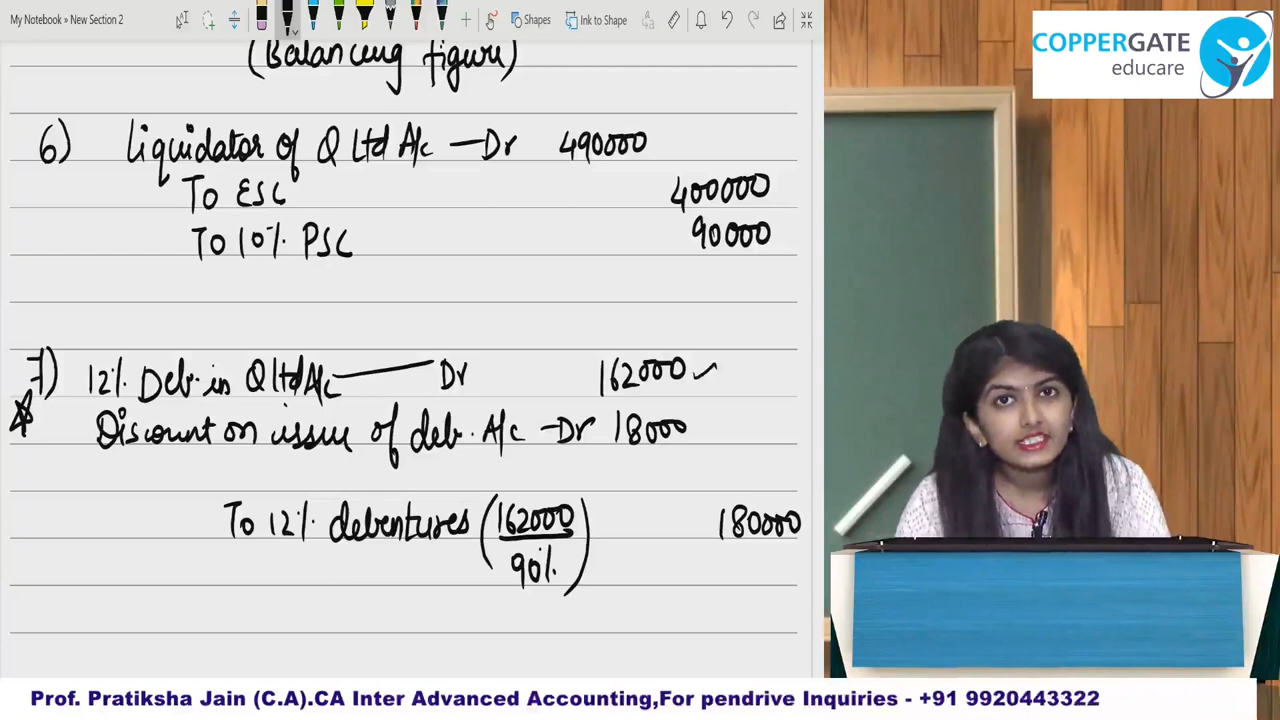 My Notebook » New Section 2
Shapes
Ink to Shape
COPPERGATE
educare
(Balancing figure)
6) Liquidator of Q Ltd A/c — Dr 490000
To ESC 400000
To 10% PSC 90000
7) 12% Deb. in Q Ltd A/c — Dr 162000 ✓
Discount on issue of deb. A/c — Dr 18000
To 12% debentures (162000 / 90%) 180000
Prof. Pratiksha Jain (C.A).CA Inter Advanced Accounting,For pendrive Inquiries - +91 9920443322